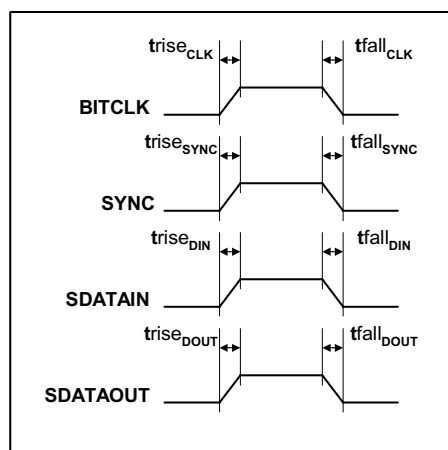 triseCLK tfallCLK
BITCLK
triseSYNC tfallSYNC
SYNC
triseDIN tfallDIN
SDATAIN
triseDOUT tfallDOUT
SDATAOUT